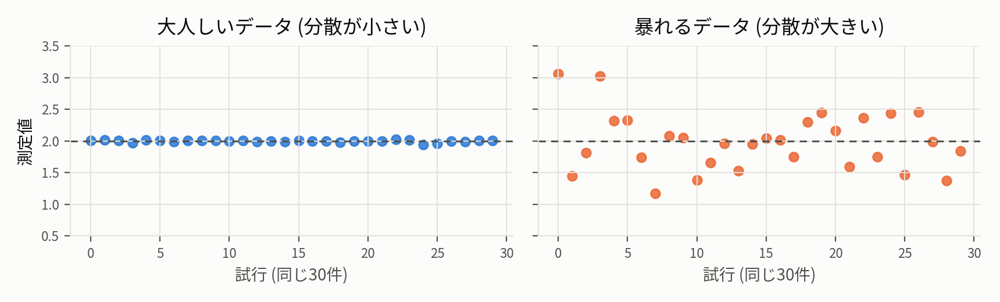 大人しいデータ (分散が小さい)
暴れるデータ (分散が大きい)
測定値
3.5
3.0
2.5
2.0
1.5
1.0
0.5
0 5 10 15 20 25 30
0 5 10 15 20 25 30
試行 (同じ30件)
試行 (同じ30件)